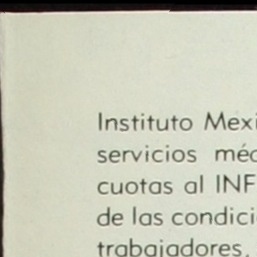 Instituto Mexi
servicios méd
cuotas al INF
de las condici
trabajadores,